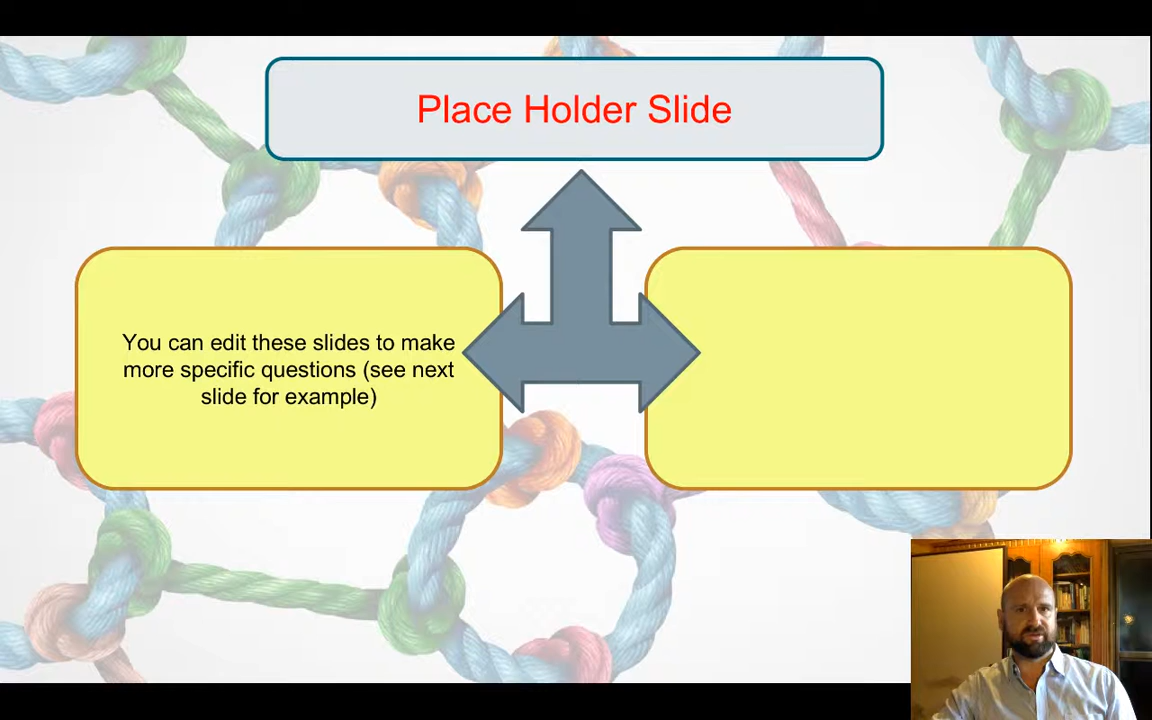 Place Holder Slide
You can edit these slides to make
more specific questions (see next
slide for example)